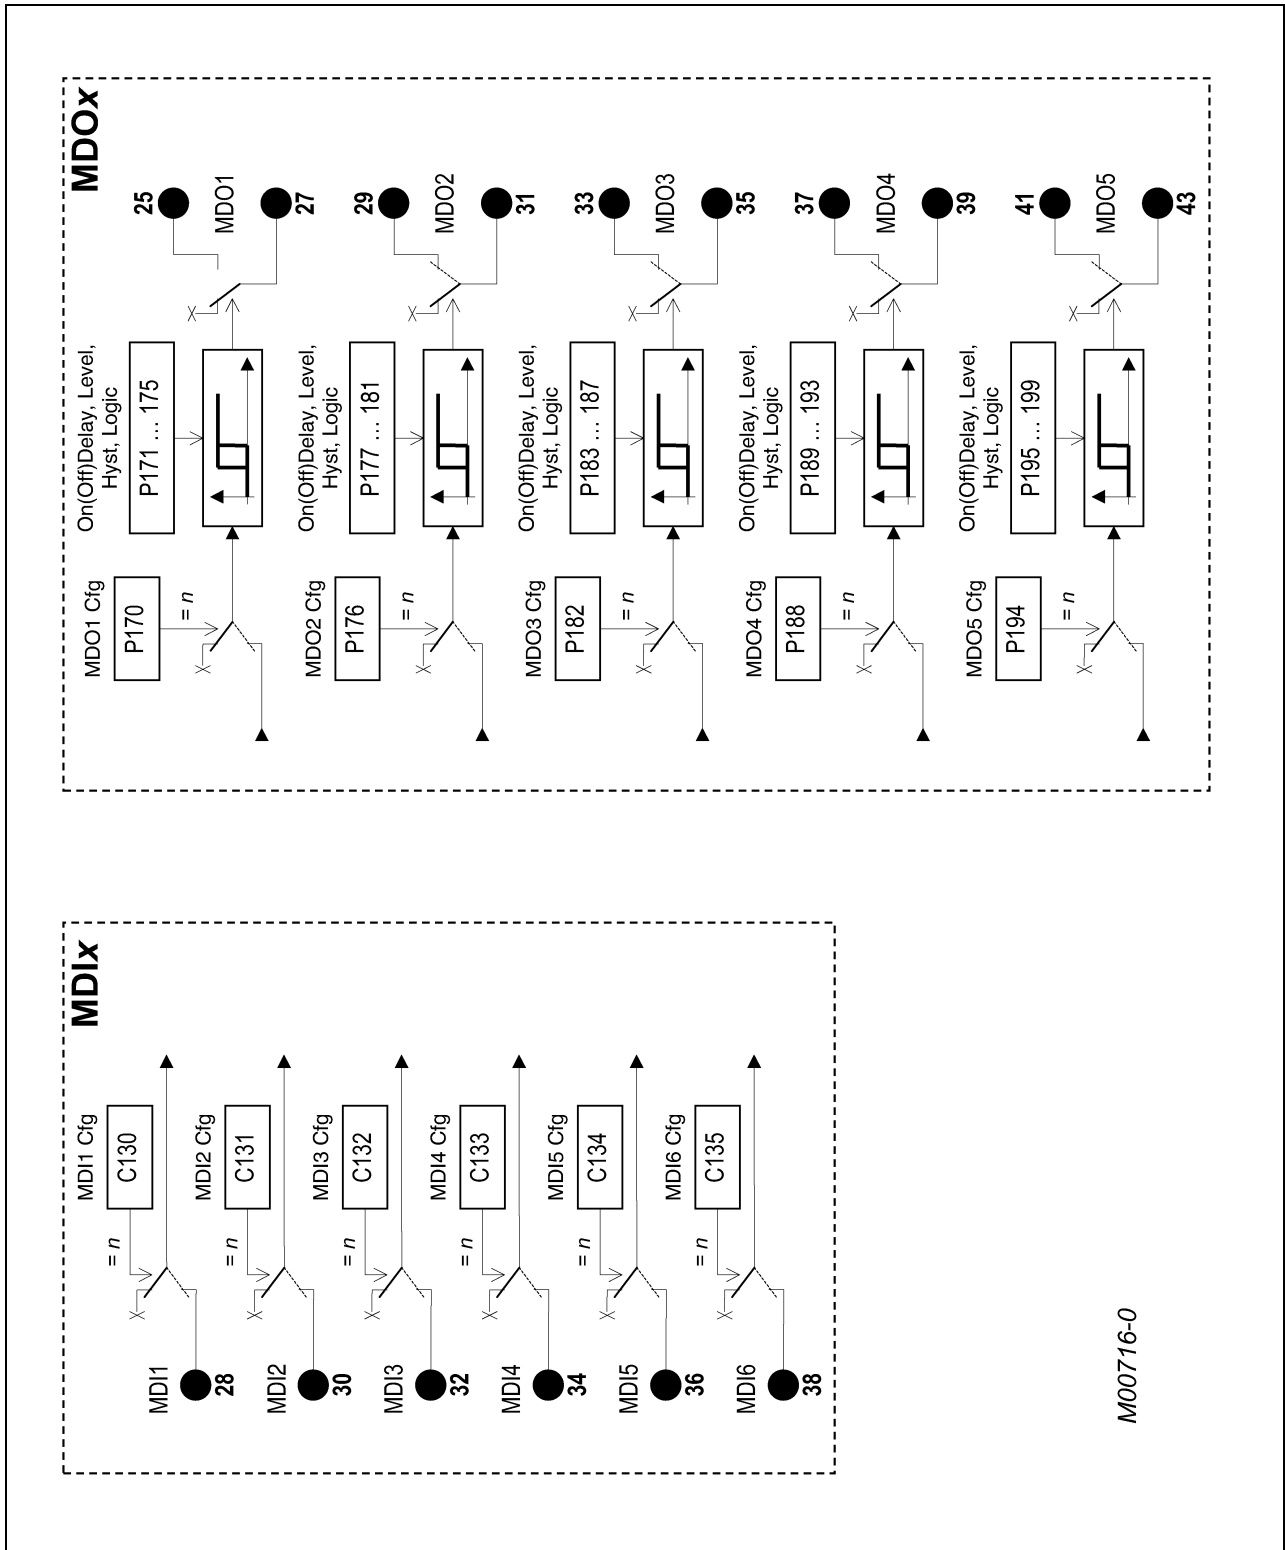 MDIx
MDI1
28
= n
MDI1 Cfg
C130
MDI2
30
= n
MDI2 Cfg
C131
MDI3
32
= n
MDI3 Cfg
C132
MDI4
34
= n
MDI4 Cfg
C133
MDI5
36
= n
MDI5 Cfg
C134
MDI6
38
= n
MDI6 Cfg
C135
MDOx
MDO1 Cfg
P170
= n
On(Off)Delay, Level,
Hyst, Logic
P171 ... 175
X
25
MDO1
27
MDO2 Cfg
P176
= n
On(Off)Delay, Level,
Hyst, Logic
P177 ... 181
X
29
MDO2
31
MDO3 Cfg
P182
= n
On(Off)Delay, Level,
Hyst, Logic
P183 ... 187
X
33
MDO3
35
MDO4 Cfg
P188
= n
On(Off)Delay, Level,
Hyst, Logic
P189 ... 193
X
37
MDO4
39
MDO5 Cfg
P194
= n
On(Off)Delay, Level,
Hyst, Logic
P195 ... 199
X
41
MDO5
43
M00716-0